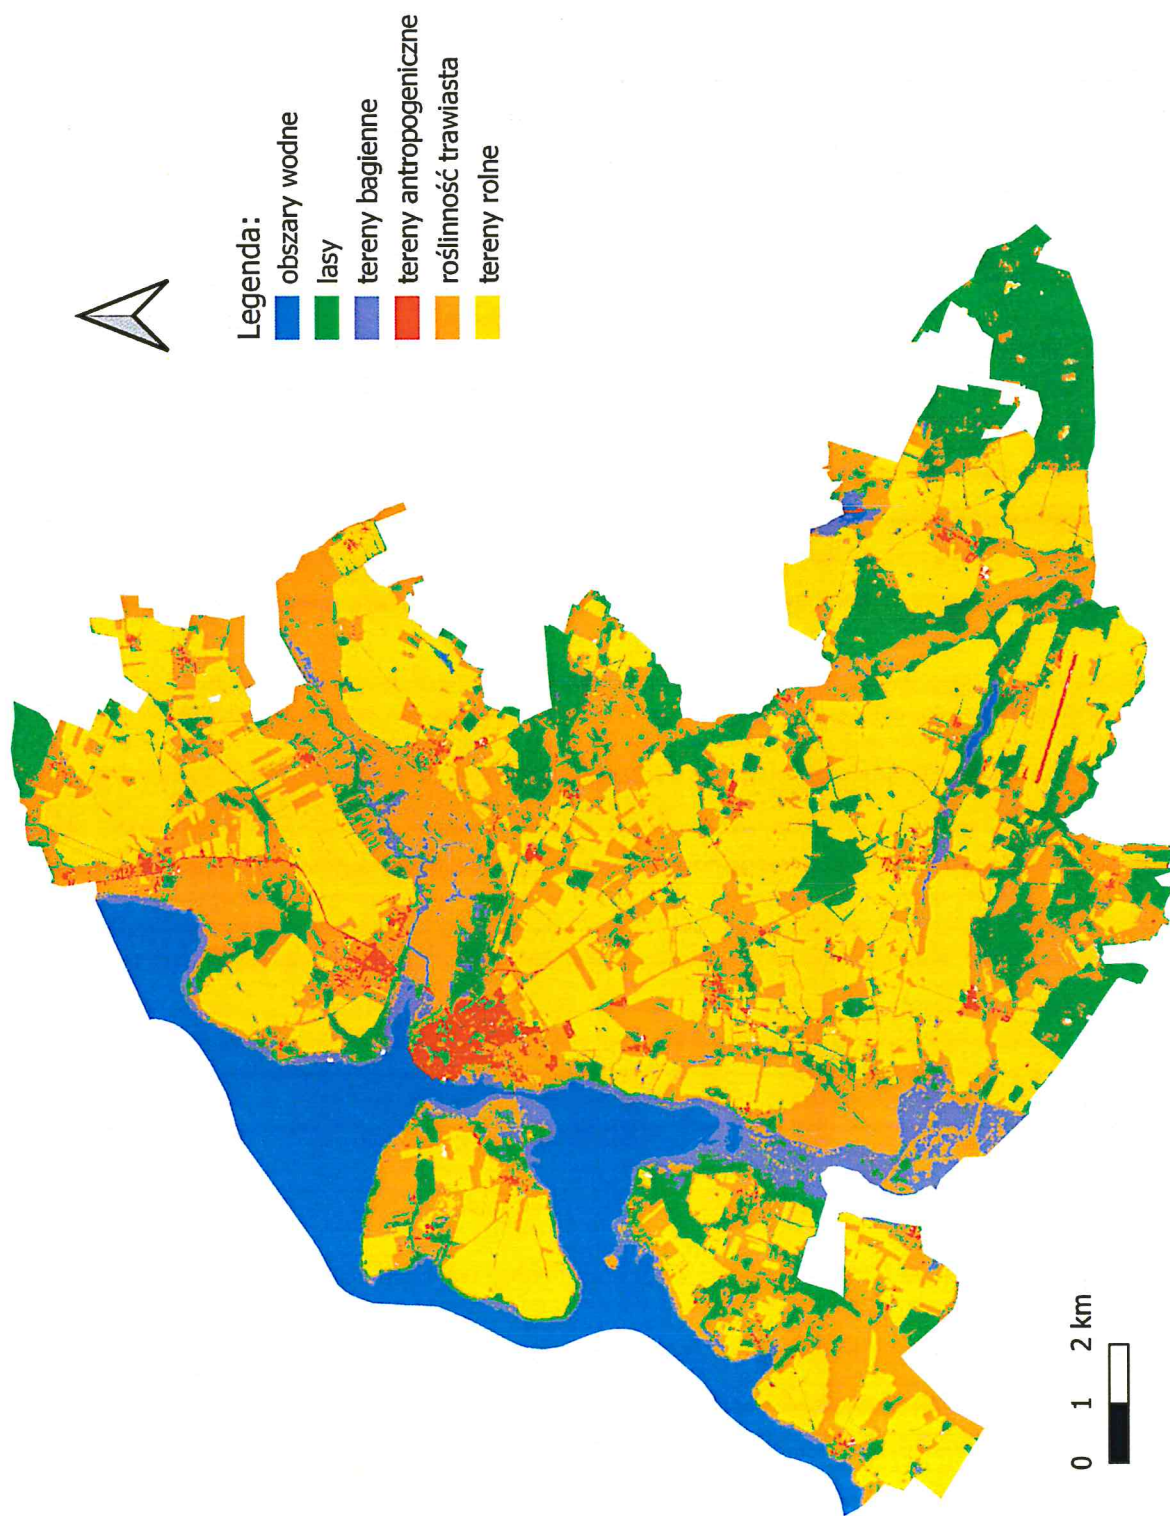 Legenda:
obszary wodne
lasy
tereny bagienne
tereny antropogeniczne
roślinność trawiasta
tereny rolne
0 1 2 km